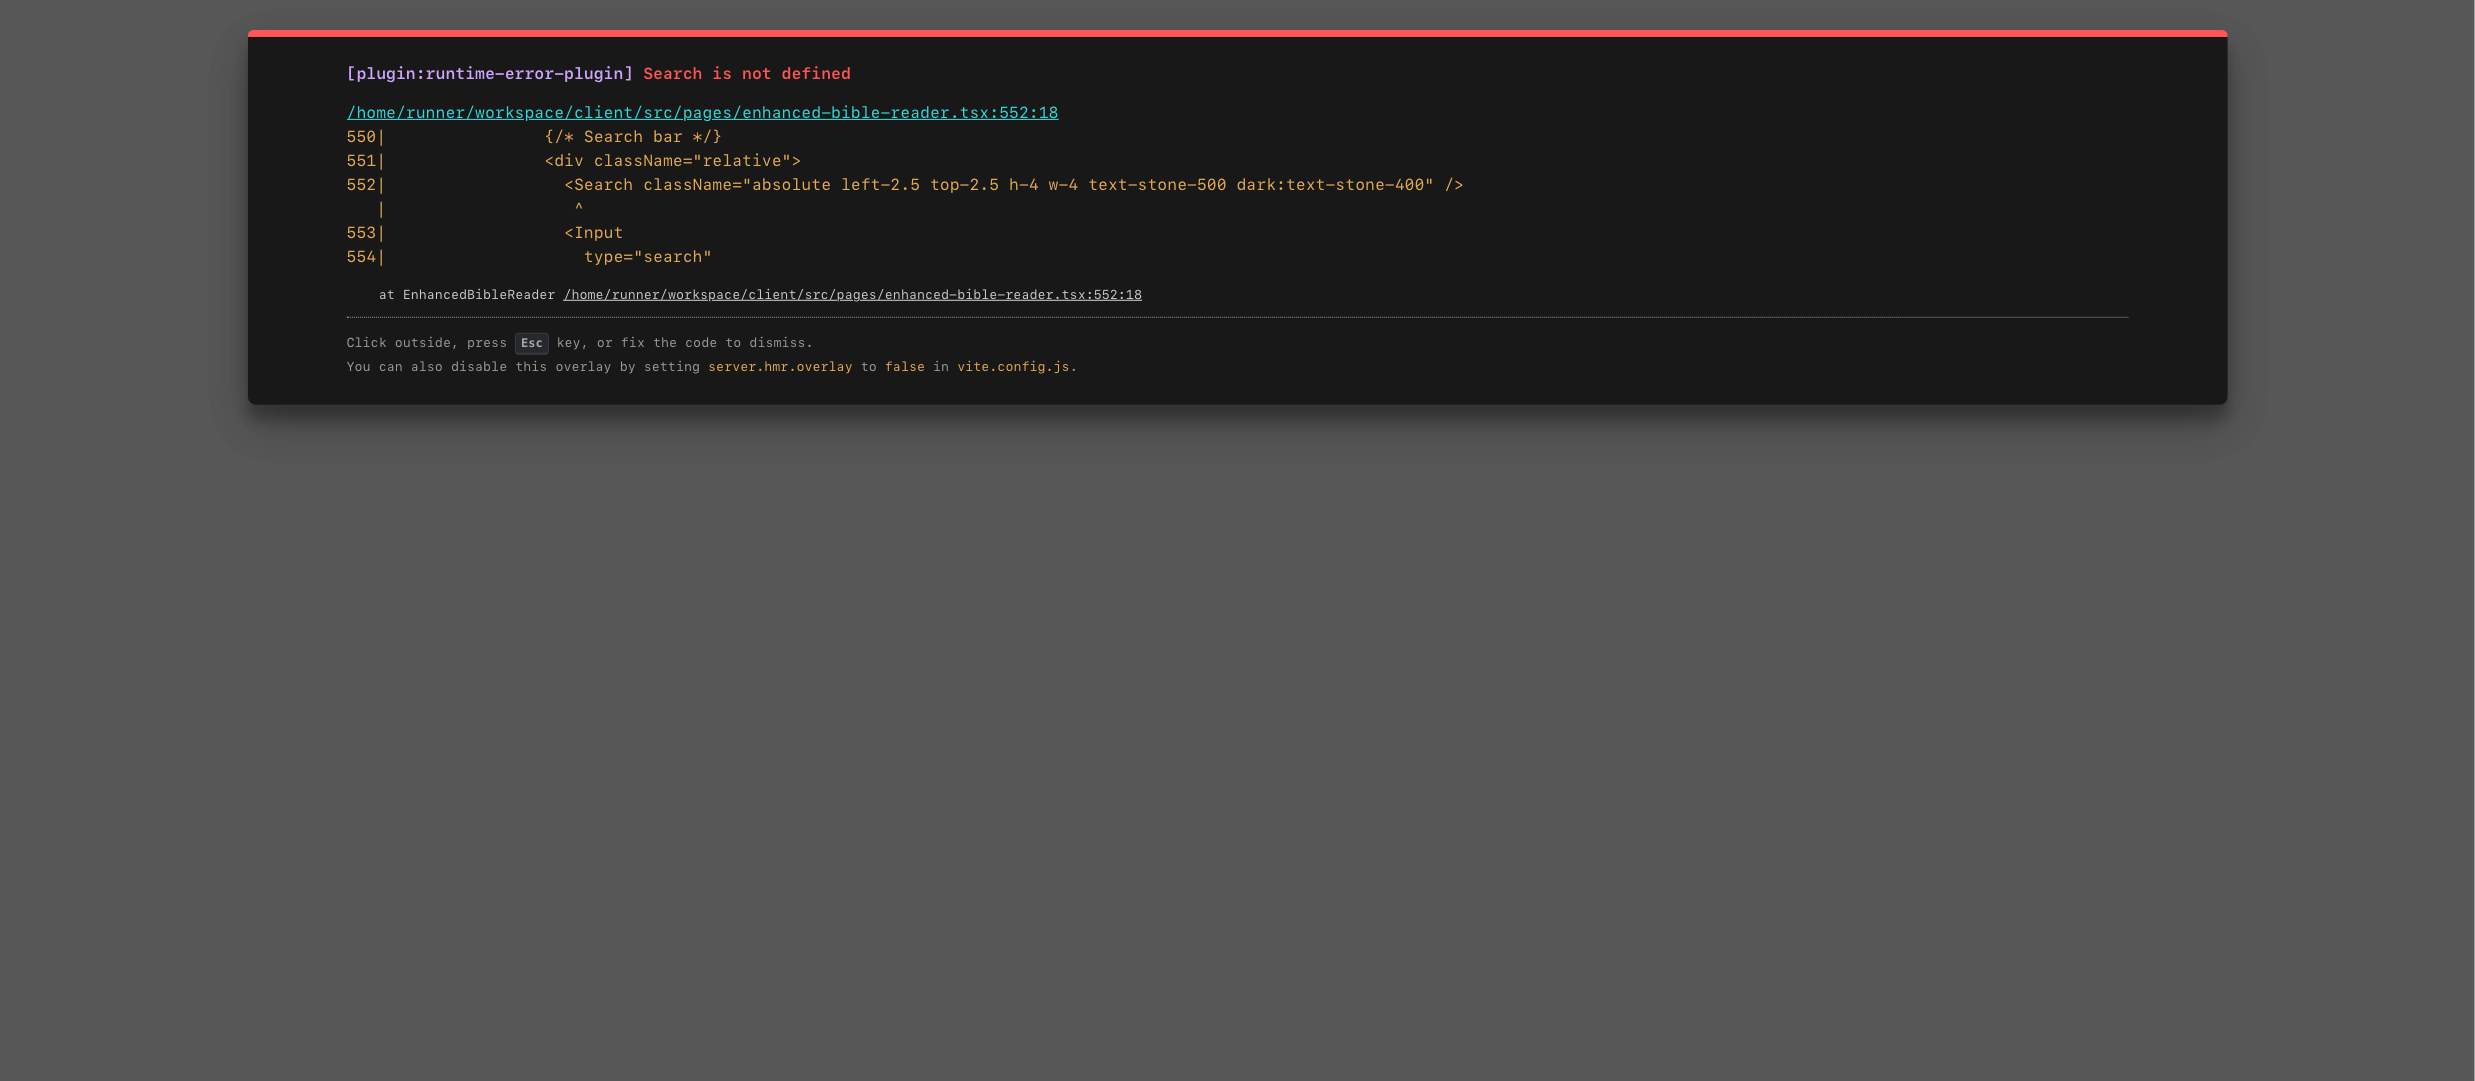 [plugin:runtime-error-plugin] Search is not defined
/home/runner/workspace/client/src/pages/enhanced-bible-reader.tsx:552:18
550|                {/* Search bar */}
551|                <div className="relative">
552|                  <Search className="absolute left-2.5 top-2.5 h-4 w-4 text-stone-500 dark:text-stone-400" />
   |                   ^
553|                  <Input
554|                    type="search"
at EnhancedBibleReader /home/runner/workspace/client/src/pages/enhanced-bible-reader.tsx:552:18
Click outside, press Esc key, or fix the code to dismiss.
You can also disable this overlay by setting server.hmr.overlay to false in vite.config.js.